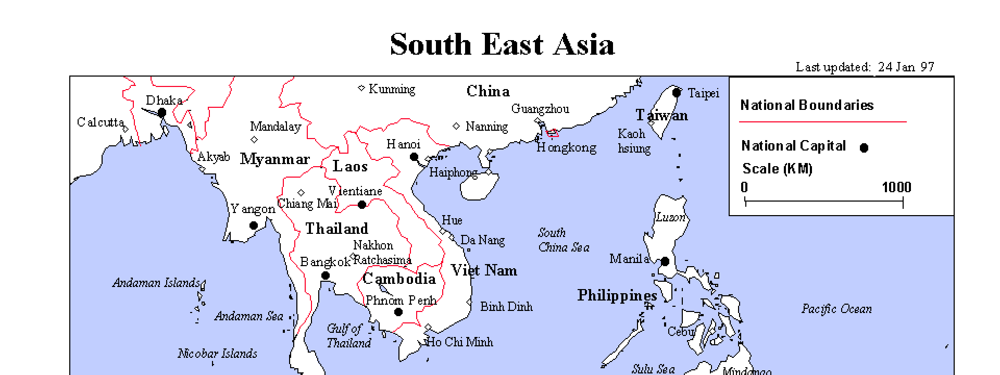 South East Asia
Last updated: 24 Jan 97
Kunming
China
Taipei
National Boundaries
Dhaka
Guangzhou
Taiwan
Calcutta
Mandalay
Nanning
Kaoh
hsiung
Hanoi
Hongkong
National Capital
Akyab
Myanmar
Laos
Haiphong
Scale (KM)
0 1000
Vientiane
Chiang Mai
Yangon
Luzon
Hue
Thailand
South
China Sea
Da Nang
Nakhon
Ratchasima
Bangkok
Manila
Viet Nam
Cambodia
Andaman Islands
Philippines
Phnom Penh
Binh Dinh
Pacific Ocean
Andaman Sea
Gulf of
Thailand
Cebu
Ho Chi Minh
Nicobar Islands
Sulu Sea
Mindanao